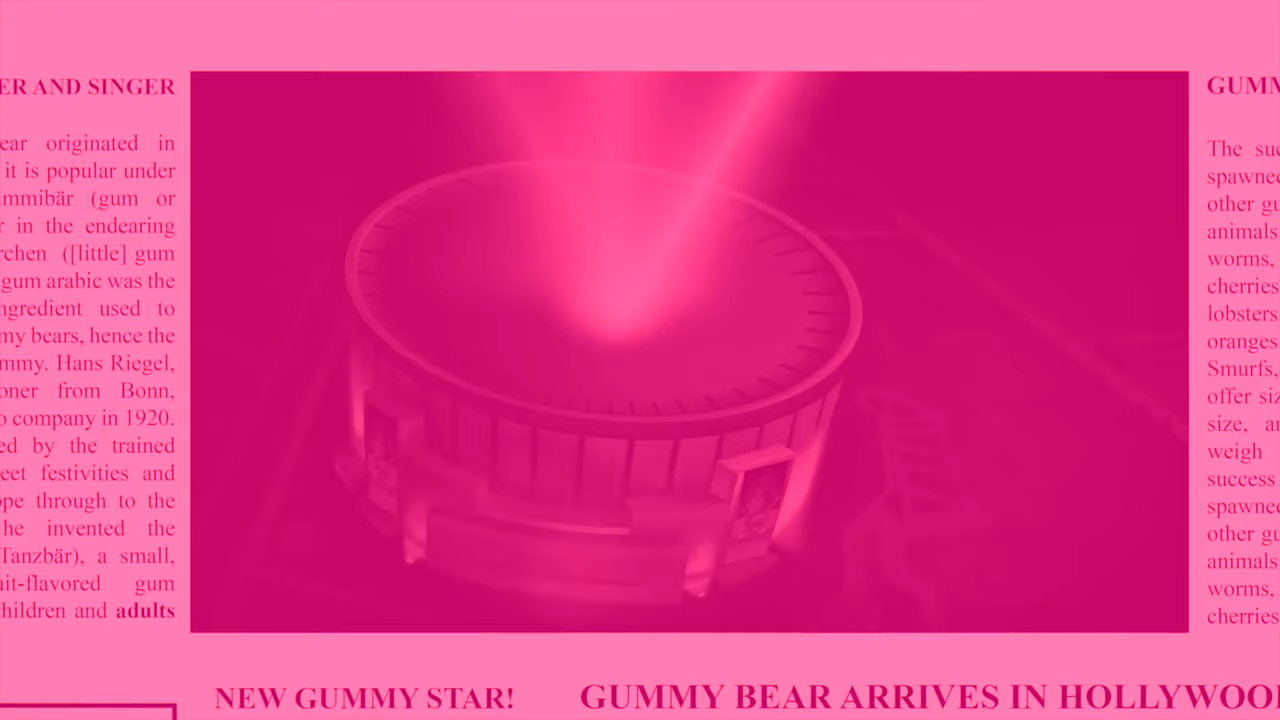 ER AND SINGER
ear originated in
it is popular under
mmibär (gum or
r in the endearing
rchen ([little] gum
gum arabic was the
ngredient used to
my bears, hence the
mmy. Hans Riegel,
oner from Bonn,
o company in 1920.
ed by the trained
eet festivities and
ope through to the
he invented the
Tanzbär), a small,
uit-flavored gum
children and adults
GUMM
The suc
spawned
other gu
animals
worms,
cherries
lobsters
oranges
Smurfs,
offer siz
size, an
weigh
success
spawned
other gu
animals
worms,
cherries
NEW GUMMY STAR!
GUMMY BEAR ARRIVES IN HOLLYWOOD